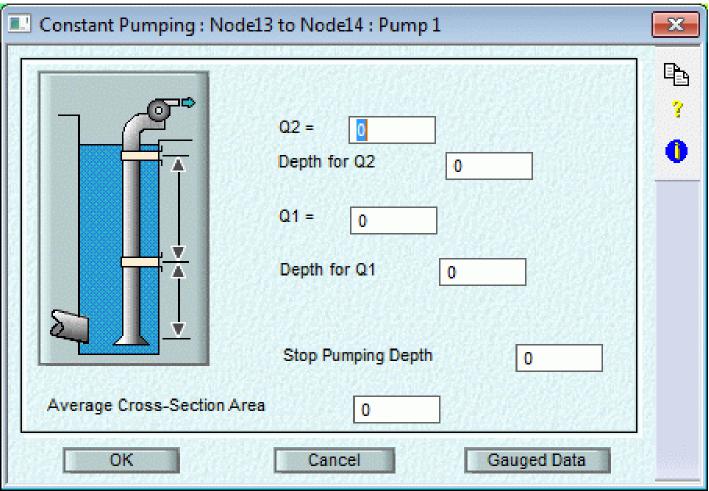 Constant Pumping : Node13 to Node14 : Pump 1
Q2 = 0
Depth for Q2 0
Q1 = 0
Depth for Q1 0
Stop Pumping Depth 0
Average Cross-Section Area 0
OK Cancel Gauged Data
?
i